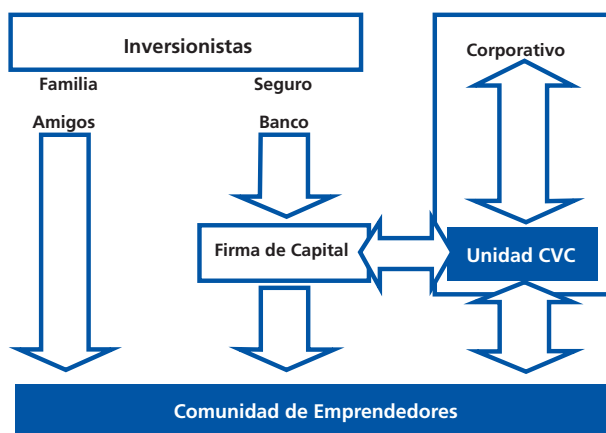 Inversionistas
Corporativo
Familia
Seguro
Amigos
Banco
Firma de Capital
Unidad CVC
Comunidad de Emprendedores